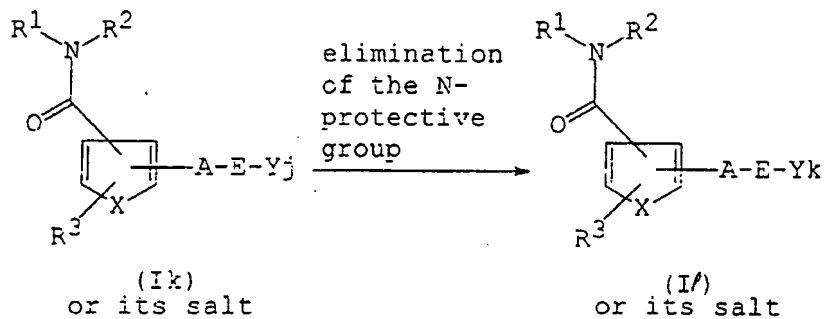 R1 N R2
O
A-E-Yj
X
R3
(Ik)
or its salt
elimination
of the N-
protective
group
R1 N R2
O
A-E-Yk
X
R3
(Il)
or its salt